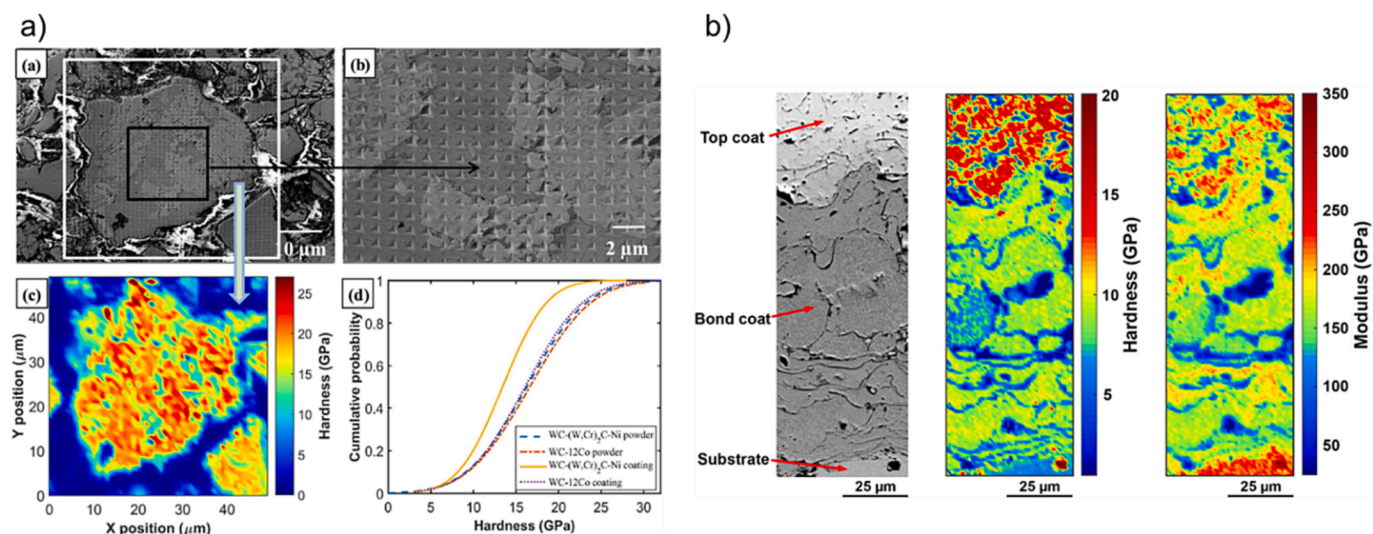 a)
(a)
0 µm
(b)
2 µm
(c)
Y position (µm)
40
30
20
10
0
0
20
40
X position (µm)
25
20
15
10
5
0
Hardness (GPa)
(d)
Cumulative probability
1
0.8
0.6
0.4
0.2
0
0
5
10
15
20
25
30
Hardness (GPa)
WC-(W,Cr)₂C-Ni powder
WC-12Co powder
WC-(W,Cr)₂C-Ni coating
WC-12Co coating
b)
Top coat
Bond coat
Substrate
25 µm
20
15
10
5
Hardness (GPa)
25 µm
350
300
250
200
150
100
50
Modulus (GPa)
25 µm